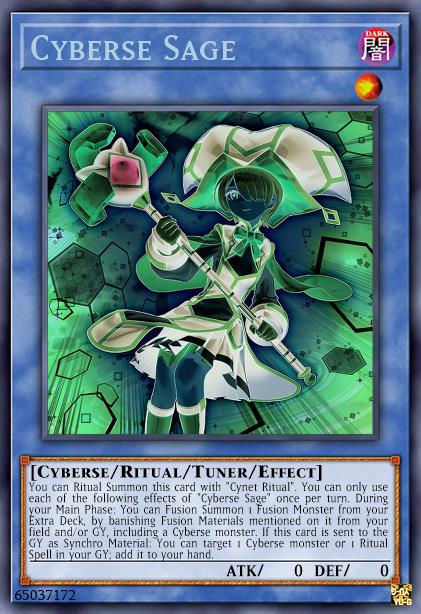 Cyberse Sage
DARK
闇
[Cyberse/Ritual/Tuner/Effect]
You can Ritual Summon this card with "Cynet Ritual". You can only use
each of the following effects of "Cyberse Sage" once per turn. During
your Main Phase: You can Fusion Summon 1 Fusion Monster from your
Extra Deck, by banishing Fusion Materials mentioned on it from your
field and/or GY, including a Cyberse monster. If this card is sent to the
GY as Synchro Material: You can target 1 Cyberse monster or 1 Ritual
Spell in your GY; add it to your hand.
ATK/ 0 DEF/ 0
65037172